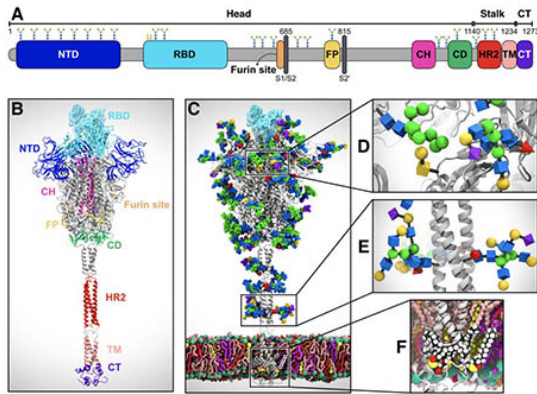 A
Head
Stalk
CT
1
685
815
1140
1234
1273
NTD
RBD
FP
CH
CD
HR2
TM
CT
Furin site
S1/S2
S2'
B
RBD
NTD
CH
Furin site
FP
CD
HR2
TM
CT
C
D
E
F